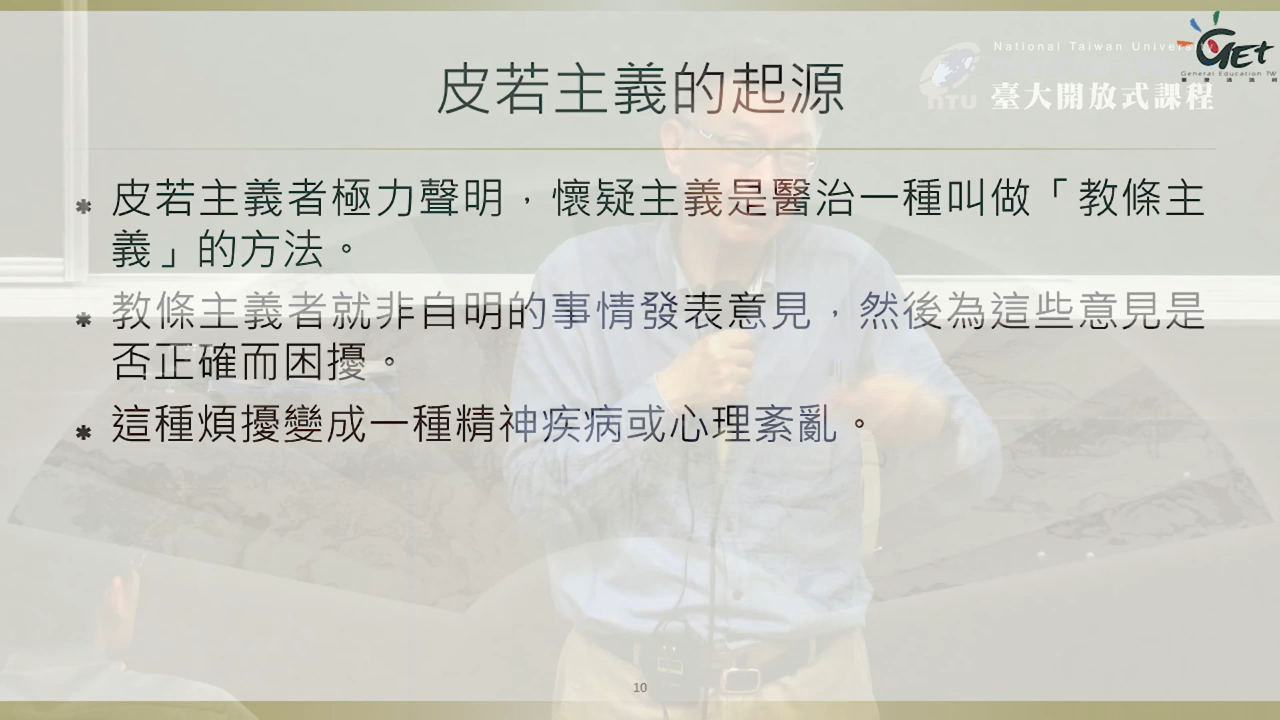 National Taiwan University
GEt
General Education TW
NTU
臺大開放式課程
皮若主義的起源
* 皮若主義者極力聲明，懷疑主義是醫治一種叫做「教條主
義」的方法。
* 教條主義者就非自明的事情發表意見，然後為這些意見是
否正確而困擾。
* 這種煩擾變成一種精神疾病或心理紊亂。
10